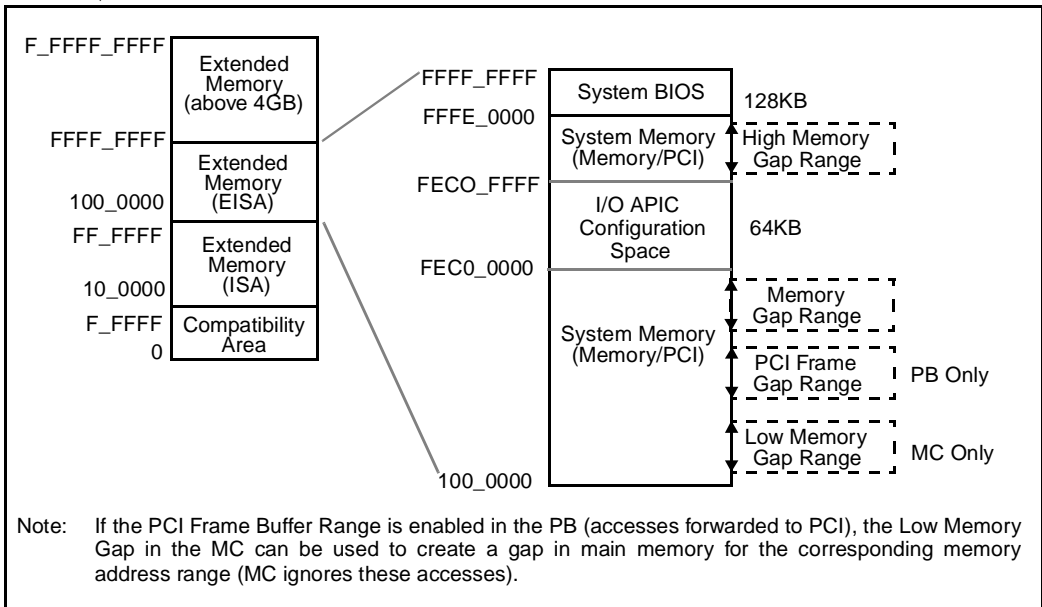 F_FFFF_FFFF
Extended
Memory
(above 4GB)
FFFF_FFFF
Extended
Memory
(EISA)
100_0000
FF_FFFF
Extended
Memory
(ISA)
10_0000
F_FFFF
Compatibility
Area
0
FFFF_FFFF
System BIOS
128KB
FFFE_0000
System Memory
(Memory/PCI)
High Memory
Gap Range
FECO_FFFF
I/O APIC
Configuration
Space
64KB
FEC0_0000
System Memory
(Memory/PCI)
Memory
Gap Range
PCI Frame
Gap Range
PB Only
Low Memory
Gap Range
MC Only
100_0000
Note: If the PCI Frame Buffer Range is enabled in the PB (accesses forwarded to PCI), the Low Memory
Gap in the MC can be used to create a gap in main memory for the corresponding memory
address range (MC ignores these accesses).